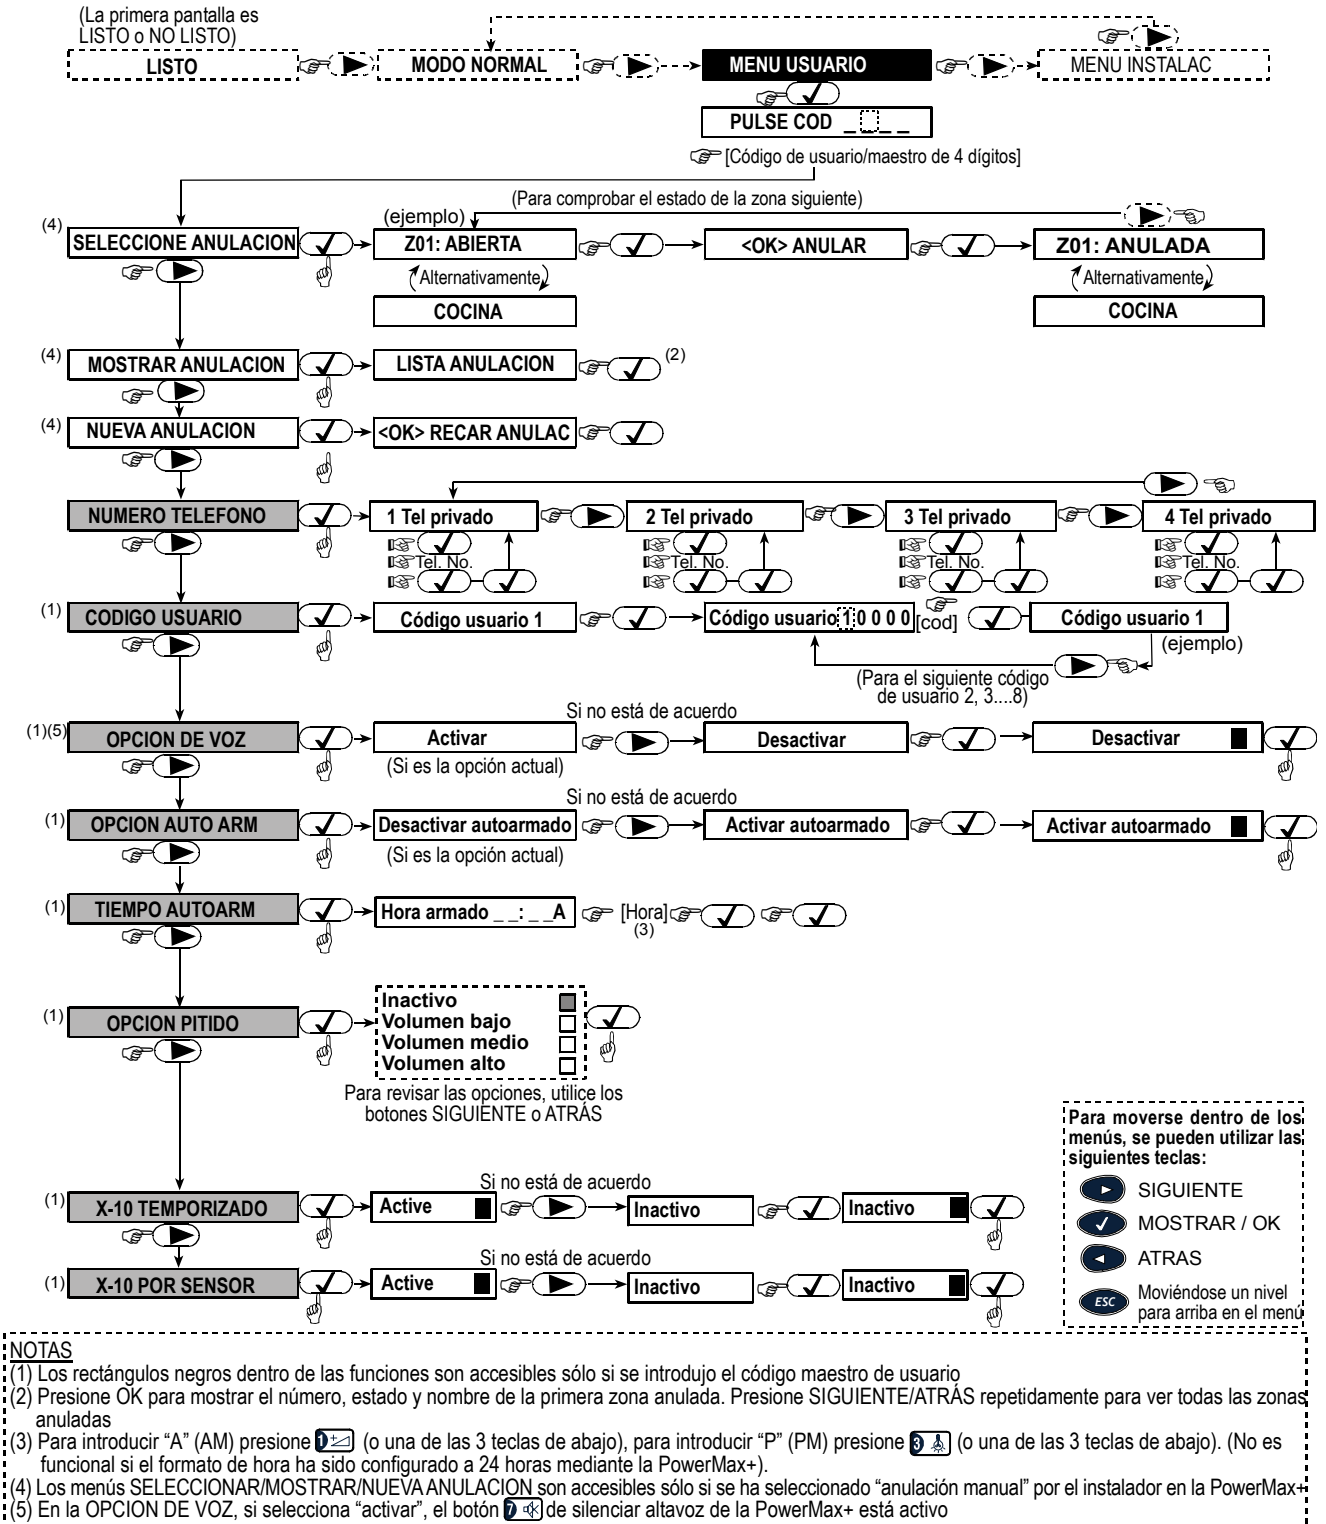 (La primera pantalla es
LISTO o NO LISTO)
LISTO
MODO NORMAL
MENU USUARIO
MENU INSTALAC
PULSE COD _ _ _ _
[Código de usuario/maestro de 4 dígitos]
(Para comprobar el estado de la zona siguiente)
(ejemplo)
(4)
SELECCIONE ANULACION
Z01: ABIERTA
<OK> ANULAR
Z01: ANULADA
Alternativamente
Alternativamente
COCINA
COCINA
(4)
MOSTRAR ANULACION
LISTA ANULACION
(2)
(4)
NUEVA ANULACION
<OK> RECAR ANULAC
NUMERO TELEFONO
1 Tel privado
2 Tel privado
3 Tel privado
4 Tel privado
Tel. No.
Tel. No.
Tel. No.
Tel. No.
(1)
CODIGO USUARIO
Código usuario 1
Código usuario 1 0 0 0 0
[cod]
Código usuario 1
(ejemplo)
(Para el siguiente código
de usuario 2, 3....8)
Si no está de acuerdo
(1)(5)
OPCION DE VOZ
Activar
Desactivar
Desactivar
(Si es la opción actual)
Si no está de acuerdo
(1)
OPCION AUTO ARM
Desactivar autoarmado
Activar autoarmado
Activar autoarmado
(Si es la opción actual)
(1)
TIEMPO AUTOARM
Hora armado _ _: _ _A
[Hora]
(3)
(1)
OPCION PITIDO
Inactivo
Volumen bajo
Volumen medio
Volumen alto
Para revisar las opciones, utilice los
botones SIGUIENTE o ATRÁS
Para moverse dentro de los
menús, se pueden utilizar las
siguientes teclas:
SIGUIENTE
MOSTRAR / OK
ATRAS
ESC
Moviéndose un nivel
para arriba en el menú
Si no está de acuerdo
(1)
X-10 TEMPORIZADO
Active
Inactivo
Inactivo
Si no está de acuerdo
(1)
X-10 POR SENSOR
Active
Inactivo
Inactivo
NOTAS
(1) Los rectángulos negros dentro de las funciones son accesibles sólo si se introdujo el código maestro de usuario
(2) Presione OK para mostrar el número, estado y nombre de la primera zona anulada. Presione SIGUIENTE/ATRÁS repetidamente para ver todas las zonas
anuladas
(3) Para introducir “A” (AM) presione 1 (o una de las 3 teclas de abajo), para introducir “P” (PM) presione 3 (o una de las 3 teclas de abajo). (No es
funcional si el formato de hora ha sido configurado a 24 horas mediante la PowerMax+).
(4) Los menús SELECCIONAR/MOSTRAR/NUEVA ANULACION son accesibles sólo si se ha seleccionado “anulación manual” por el instalador en la PowerMax+
(5) En la OPCION DE VOZ, si selecciona “activar”, el botón 7 de silenciar altavoz de la PowerMax+ está activo